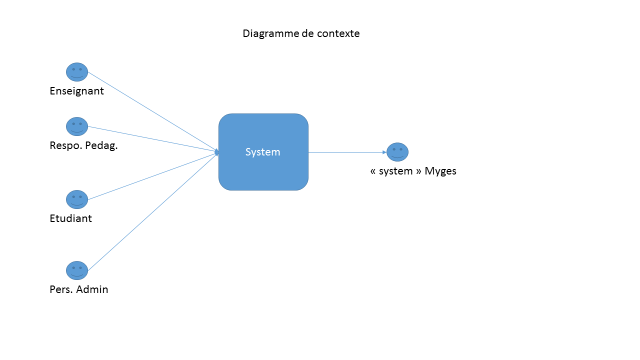 Diagramme de contexte
Enseignant
Respo. Pedag.
System
« system » Myges
Etudiant
Pers. Admin